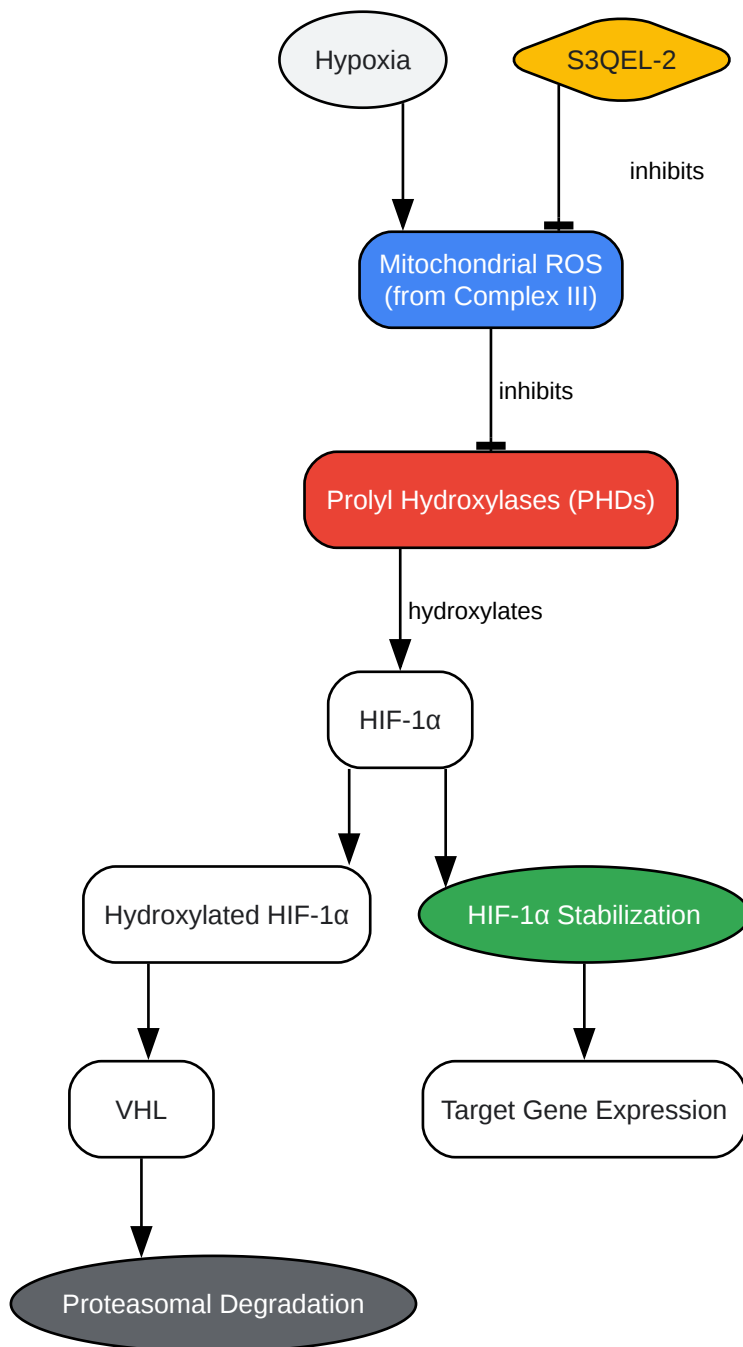 Hypoxia
S3QEL-2
inhibits
Mitochondrial ROS
(from Complex III)
inhibits
Prolyl Hydroxylases (PHDs)
hydroxylates
HIF-1α
Hydroxylated HIF-1α
HIF-1α Stabilization
VHL
Target Gene Expression
Proteasomal Degradation